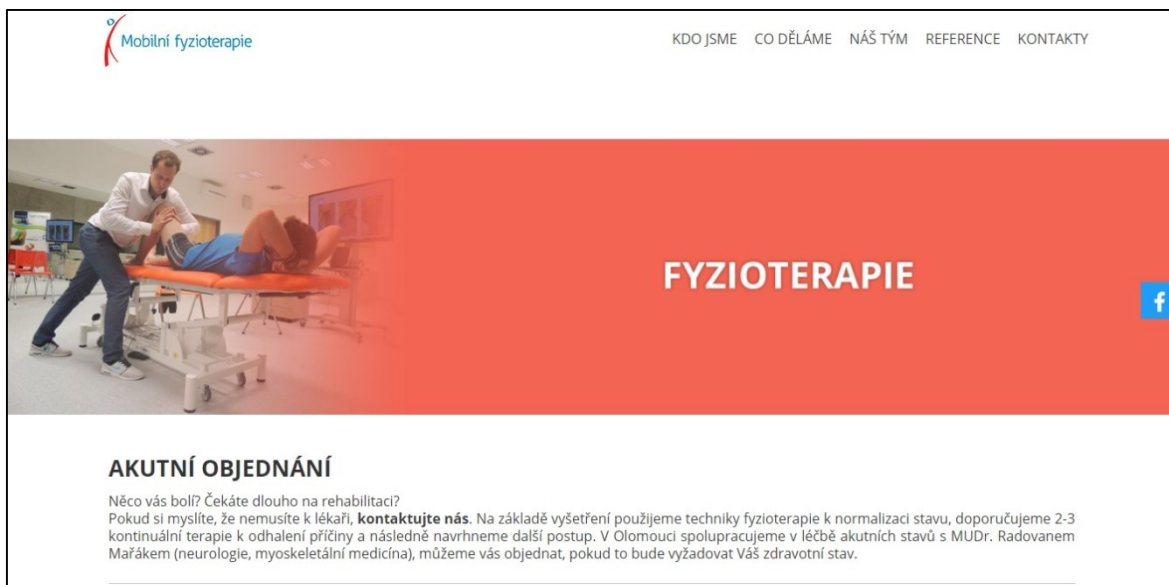 Mobilní fyzioterapie
KDO JSME CO DĚLÁME NÁŠ TÝM REFERENCE KONTAKTY
FYZIOTERAPIE
f
AKUTNÍ OBJEDNÁNÍ
Něco vás bolí? Čekáte dlouho na rehabilitaci?
Pokud si myslíte, že nemusíte k lékaři, kontaktujte nás. Na základě vyšetření použijeme techniky fyzioterapie k normalizaci stavu, doporučujeme 2-3
kontinuální terapie k odhalení příčiny a následně navrhneme další postup. V Olomouci spolupracujeme v léčbě akutních stavů s MUDr. Radovanem
Mařákem (neurologie, myoskeletální medicína), můžeme vás objednat, pokud to bude vyžadovat Váš zdravotní stav.